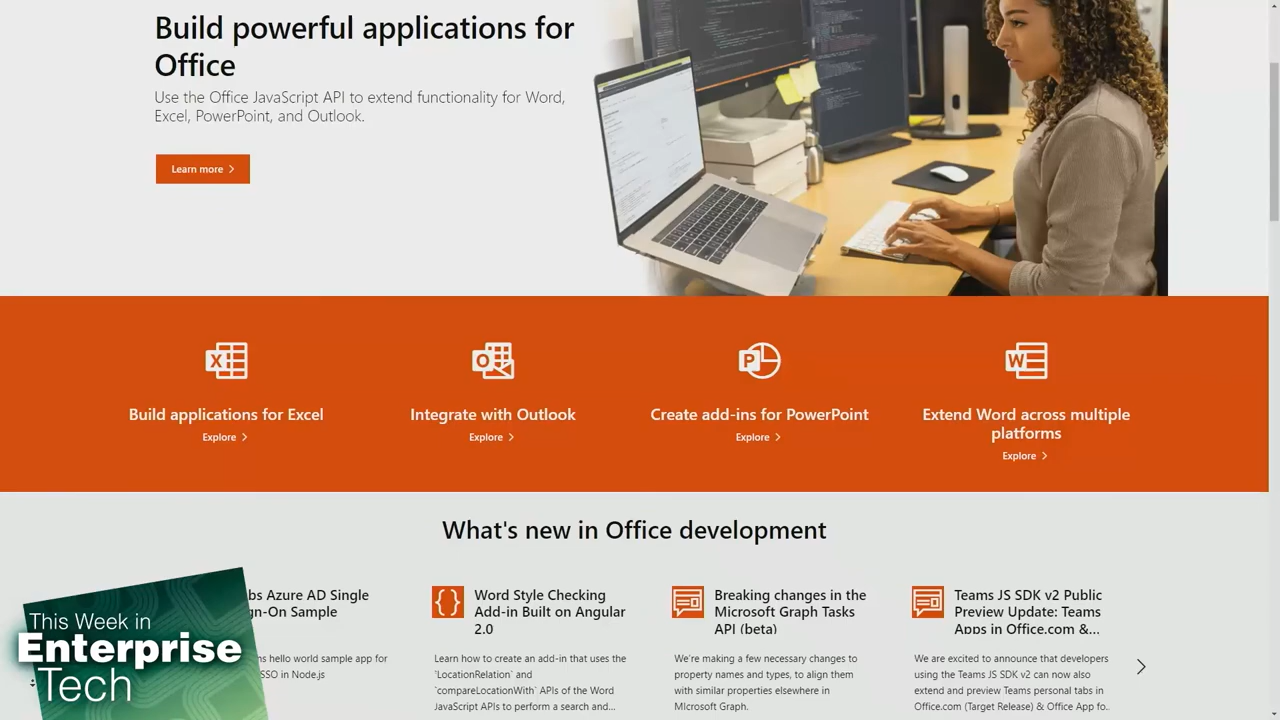 Build powerful applications for
Office
Use the Office JavaScript API to extend functionality for Word,
Excel, PowerPoint, and Outlook.
Learn more
X
O
P
W
Build applications for Excel
Integrate with Outlook
Create add-ins for PowerPoint
Extend Word across multiple
platforms
Explore
Explore
Explore
Explore
What's new in Office development
bs Azure AD Single
gn-On Sample
ns hello world sample app for
SSO in Node.js
{}
Word Style Checking
Add-in Built on Angular
2.0
Learn how to create an add-in that uses the
`LocationRelation` and
`compareLocationWith` APIs of the Word
JavaScript APIs to perform a search and...
Breaking changes in the
Microsoft Graph Tasks
API (beta)
We're making a few necessary changes to
property names and types, to align them
with similar properties elsewhere in
MIcrosoft Graph.
Teams JS SDK v2 Public
Preview Update: Teams
Apps in Office.com &...
We are excited to announce that developers
using the Teams JS SDK v2 can now also
extend and preview Teams personal tabs in
Office.com (Target Release) & Office App fo..
This Week in
Enterprise
Tech